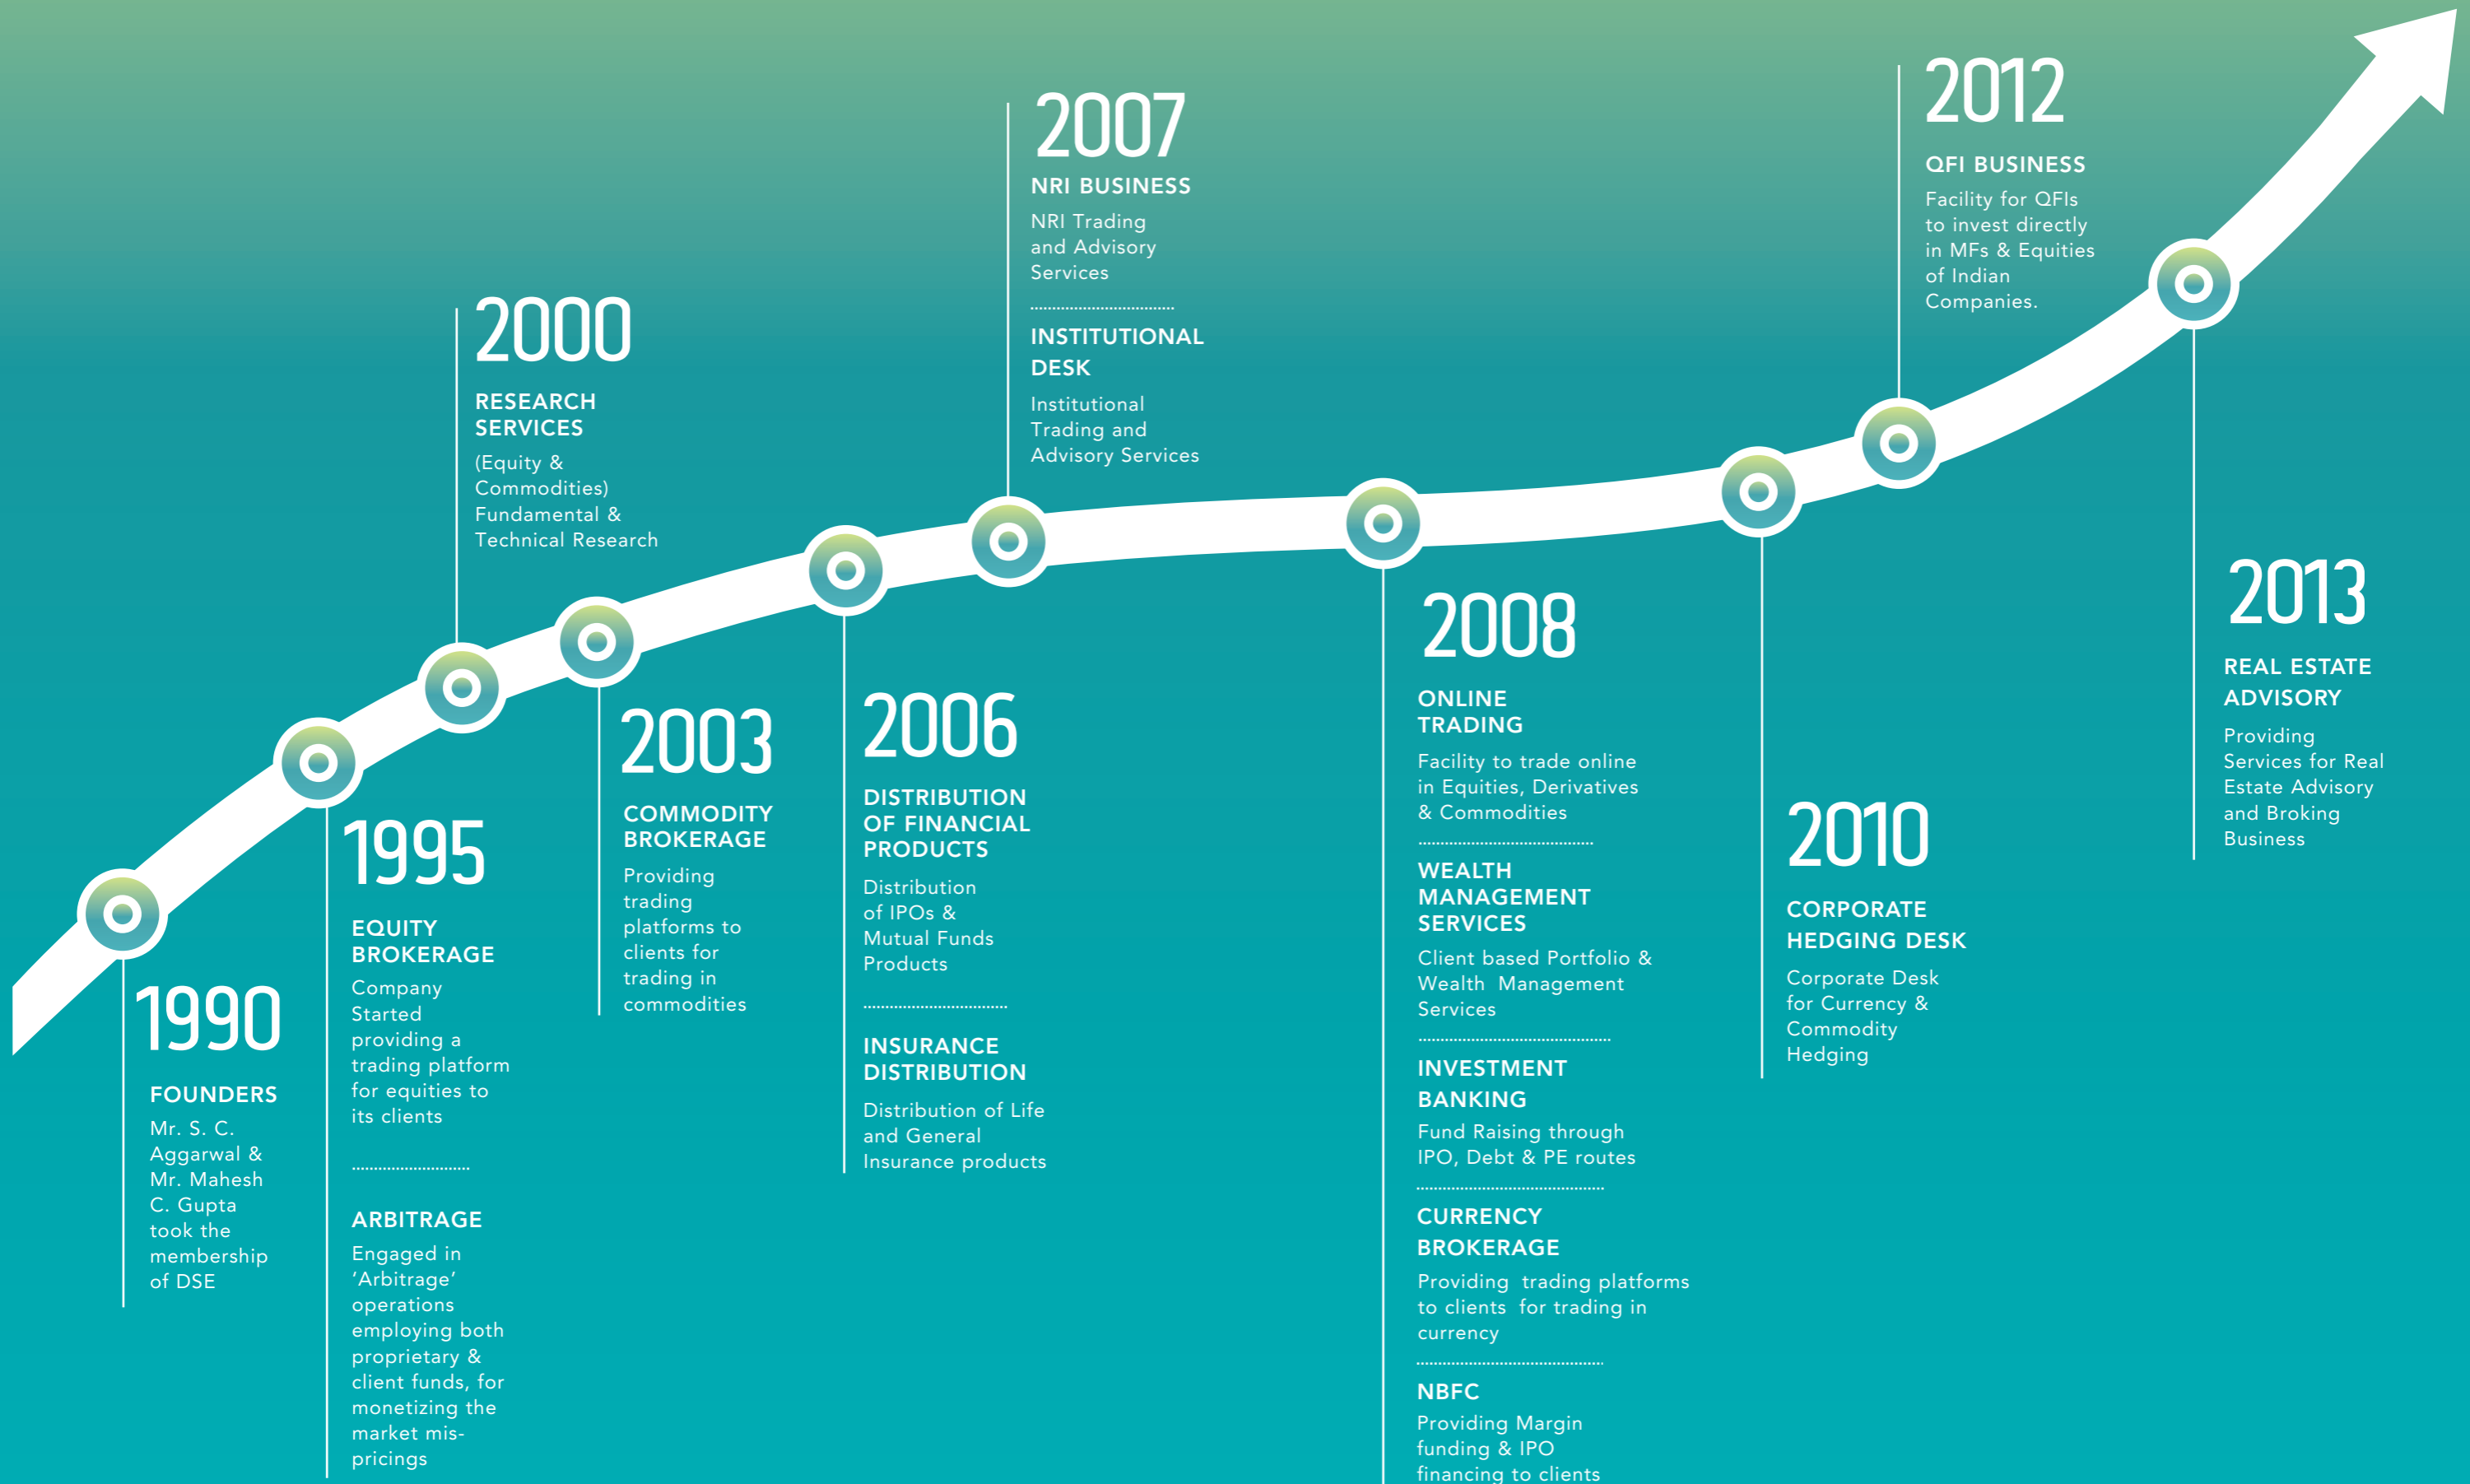 1990
FOUNDERS
Mr. S. C.
Aggarwal &
Mr. Mahesh
C. Gupta
took the
membership
of DSE
1995
EQUITY
BROKERAGE
Company
Started
providing a
trading platform
for equities to
its clients
ARBITRAGE
Engaged in
'Arbitrage'
operations
employing both
proprietary &
client funds, for
monetizing the
market mis-
pricings
2000
RESEARCH
SERVICES
(Equity &
Commodities)
Fundamental &
Technical Research
2003
COMMODITY
BROKERAGE
Providing
trading
platforms to
clients for
trading in
commodities
2006
DISTRIBUTION
OF FINANCIAL
PRODUCTS
Distribution
of IPOs &
Mutual Funds
Products
INSURANCE
DISTRIBUTION
Distribution of Life
and General
Insurance products
2007
NRI BUSINESS
NRI Trading
and Advisory
Services
INSTITUTIONAL
DESK
Institutional
Trading and
Advisory Services
2008
ONLINE
TRADING
Facility to trade online
in Equities, Derivatives
& Commodities
WEALTH
MANAGEMENT
SERVICES
Client based Portfolio &
Wealth  Management
Services
INVESTMENT
BANKING
Fund Raising through
IPO, Debt & PE routes
CURRENCY
BROKERAGE
Providing  trading platforms
to clients  for trading in
currency
NBFC
Providing Margin
funding & IPO
financing to clients
2010
CORPORATE
HEDGING DESK
Corporate Desk
for Currency &
Commodity
Hedging
2012
QFI BUSINESS
Facility for QFIs
to invest directly
in MFs & Equities
of Indian
Companies.
2013
REAL ESTATE
ADVISORY
Providing
Services for Real
Estate Advisory
and Broking
Business